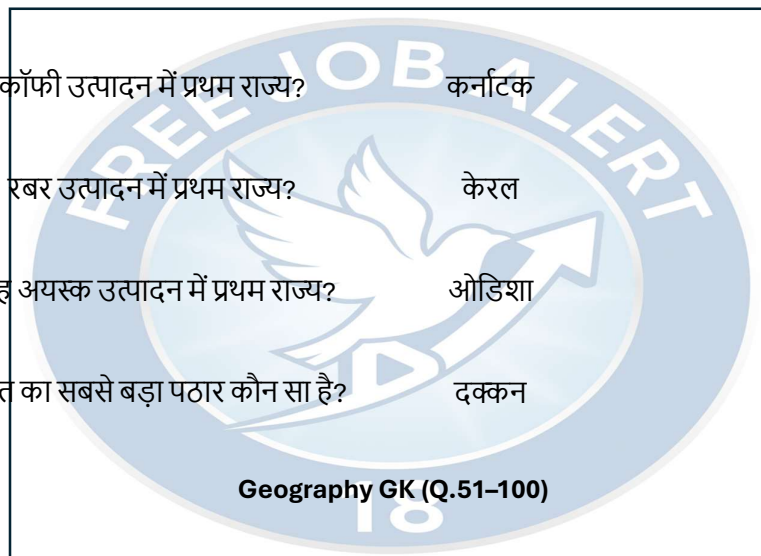 FREE JOB ALERT
कॉफी उत्पादन में प्रथम राज्य? कर्नाटक
रबर उत्पादन में प्रथम राज्य? केरल
ह अयस्क उत्पादन में प्रथम राज्य? ओडिशा
त का सबसे बड़ा पठार कौन सा है? दक्कन
Geography GK (Q.51–100)
18